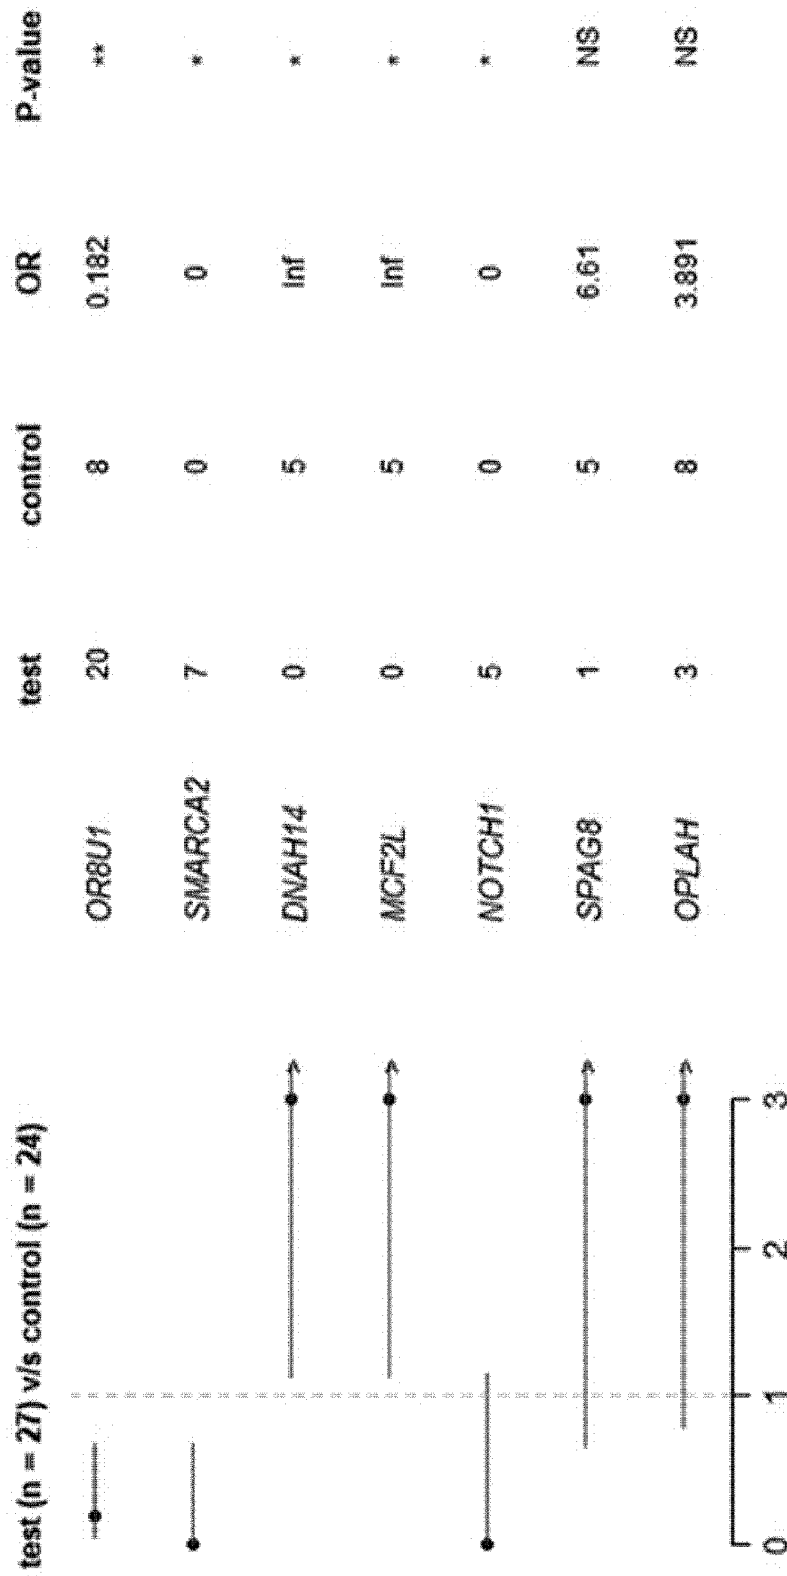 test (n = 27) v/s control (n = 24) test control OR P-value
OR8U1 20 8 0.182 **
SMARCA2 7 0 0 *
DNAH14 0 5 Inf *
MCF2L 0 5 Inf *
NOTCH1 5 0 0 *
SPAG8 1 5 6.61 NS
OPLAH 3 8 3.891 NS
0 1 2 3